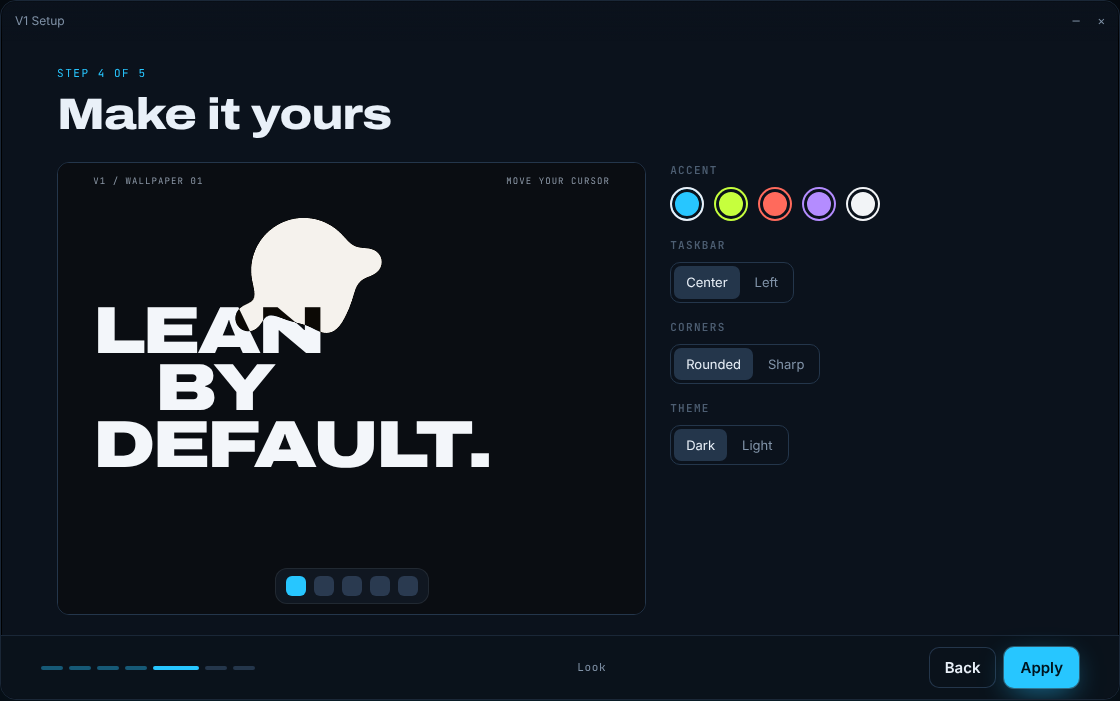 V1 Setup
STEP 4 OF 5
Make it yours
V1 / WALLPAPER 01
MOVE YOUR CURSOR
LEAN
BY
DEFAULT.
ACCENT
TASKBAR
Center Left
CORNERS
Rounded Sharp
THEME
Dark Light
Look
Back
Apply